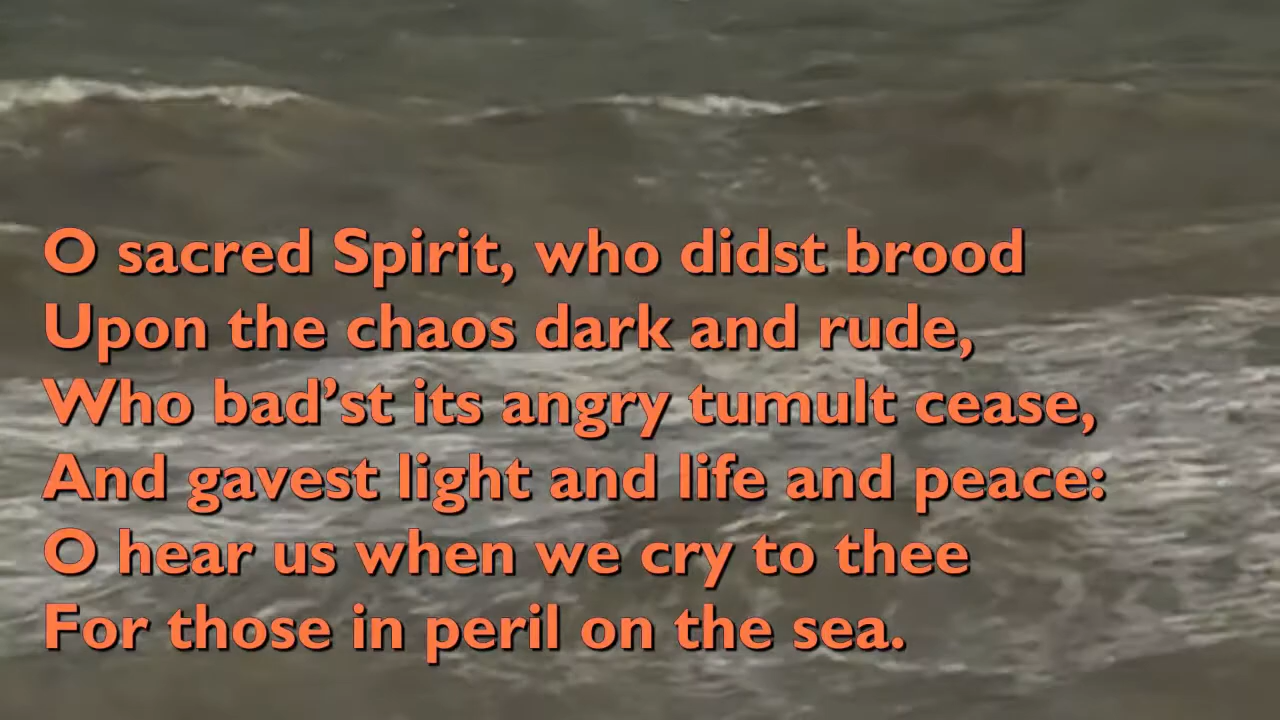 O sacred Spirit, who didst brood
Upon the chaos dark and rude,
Who bad’st its angry tumult cease,
And gavest light and life and peace:
O hear us when we cry to thee
For those in peril on the sea.